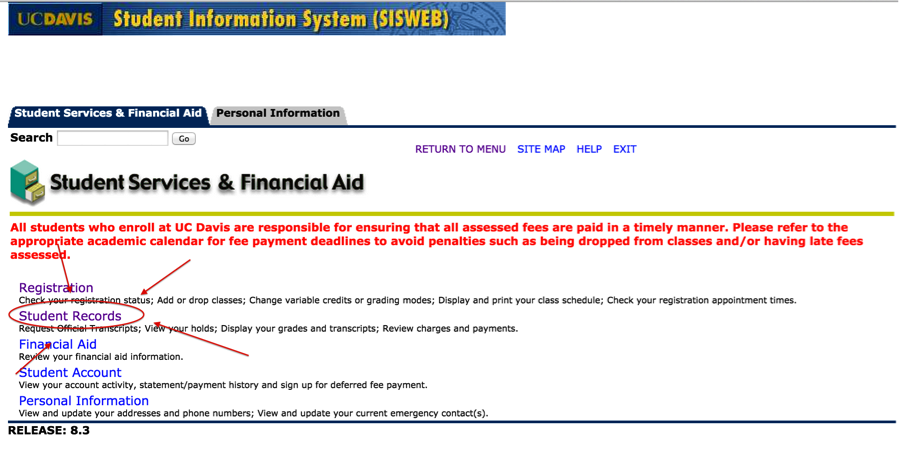 UCDAVIS Student Information System (SISWEB)
Student Services & Financial Aid Personal Information
Search Go
RETURN TO MENU SITE MAP HELP EXIT
Student Services & Financial Aid
All students who enroll at UC Davis are responsible for ensuring that all assessed fees are paid in a timely manner. Please refer to the
appropriate academic calendar for fee payment deadlines to avoid penalties such as being dropped from classes and/or having late fees
assessed.
Registration
Check your registration status; Add or drop classes; Change variable credits or grading modes; Display and print your class schedule; Check your registration appointment times.
Student Records
Request Official Transcripts; View your holds; Display your grades and transcripts; Review charges and payments.
Financial Aid
Review your financial aid information.
Student Account
View your account activity, statement/payment history and sign up for deferred fee payment.
Personal Information
View and update your addresses and phone numbers; View and update your current emergency contact(s).
RELEASE: 8.3